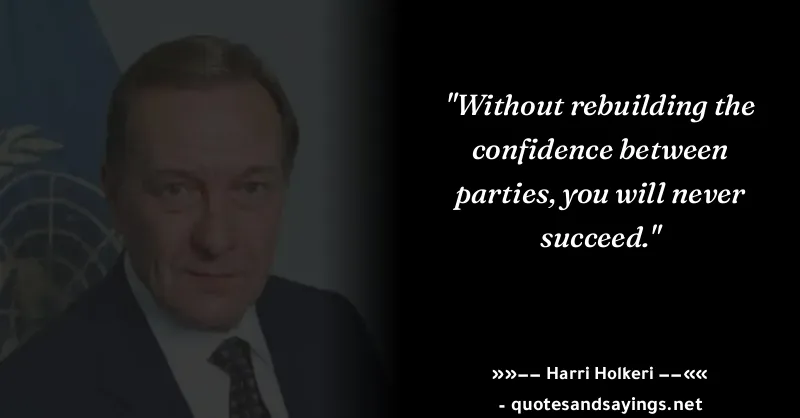 "Without rebuilding the
confidence between
parties, you will never
succeed."
»»–– Harri Holkeri ––««
- quotesandsayings.net